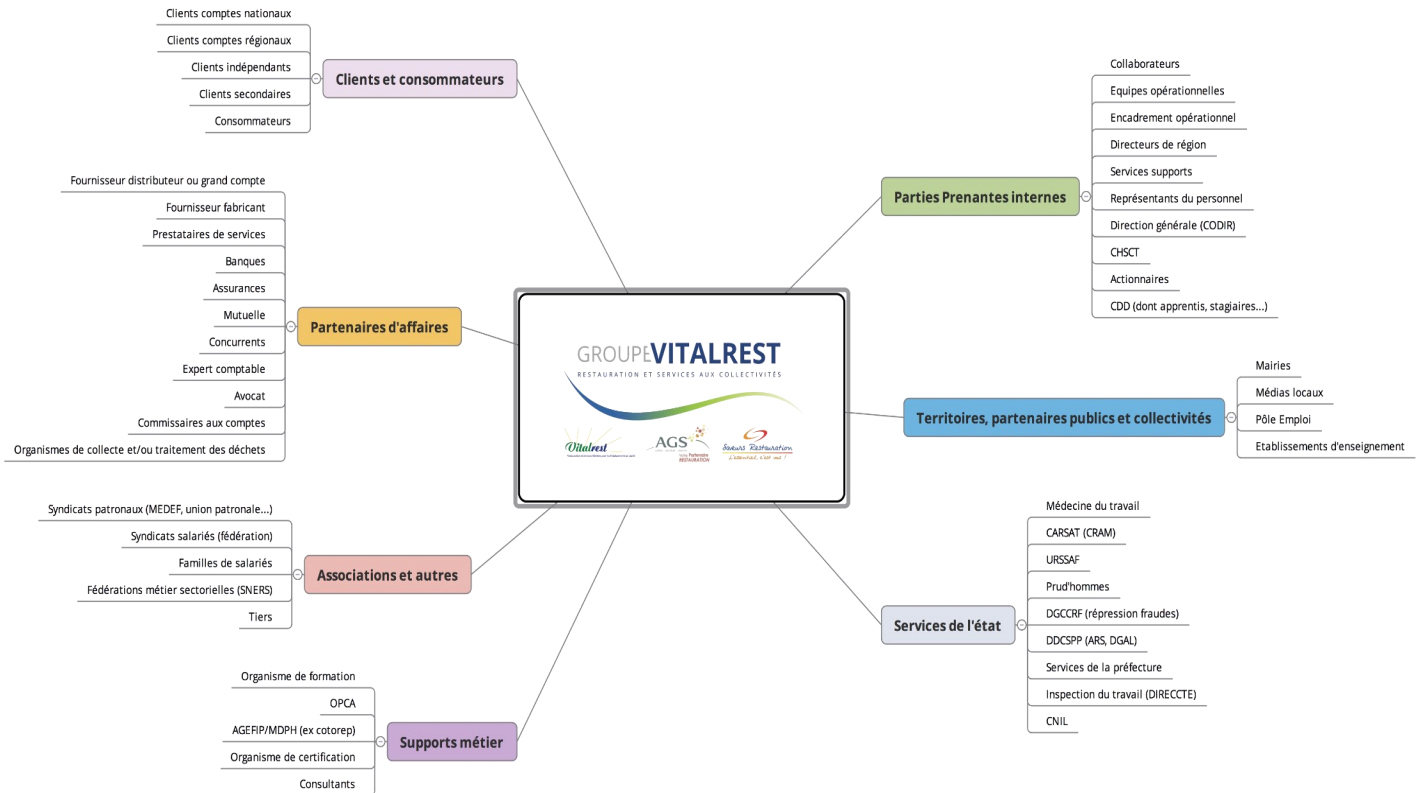 Clients comptes nationaux
Clients comptes régionaux
Clients indépendants
Clients secondaires
Consommateurs
Clients et consommateurs
Fournisseur distributeur ou grand compte
Fournisseur fabricant
Prestataires de services
Banques
Assurances
Mutuelle
Concurrents
Expert comptable
Avocat
Commissaires aux comptes
Organismes de collecte et/ou traitement des déchets
Partenaires d'affaires
Syndicats patronaux (MEDEF, union patronale...)
Syndicats salariés (fédération)
Familles de salariés
Fédérations métier sectorielles (SNERS)
Tiers
Associations et autres
Organisme de formation
OPCA
AGEFIP/MDPH (ex cotorep)
Organisme de certification
Consultants
Supports métier
GROUPE VITALREST
RESTAURATION ET SERVICES AUX COLLECTIVITÉS
Vitalrest
AGS
votre Partenaire
RESTAURATION
Saveurs Restauration
L'essentiel, c'est vous !
Parties Prenantes internes
Collaborateurs
Equipes opérationnelles
Encadrement opérationnel
Directeurs de région
Services supports
Représentants du personnel
Direction générale (CODIR)
CHSCT
Actionnaires
CDD (dont apprentis, stagiaires...)
Territoires, partenaires publics et collectivités
Mairies
Médias locaux
Pôle Emploi
Etablissements d'enseignement
Services de l'état
Médecine du travail
CARSAT (CRAM)
URSSAF
Prud'hommes
DGCCRF (répression fraudes)
DDCSPP (ARS, DGAL)
Services de la préfecture
Inspection du travail (DIRECCTE)
CNIL